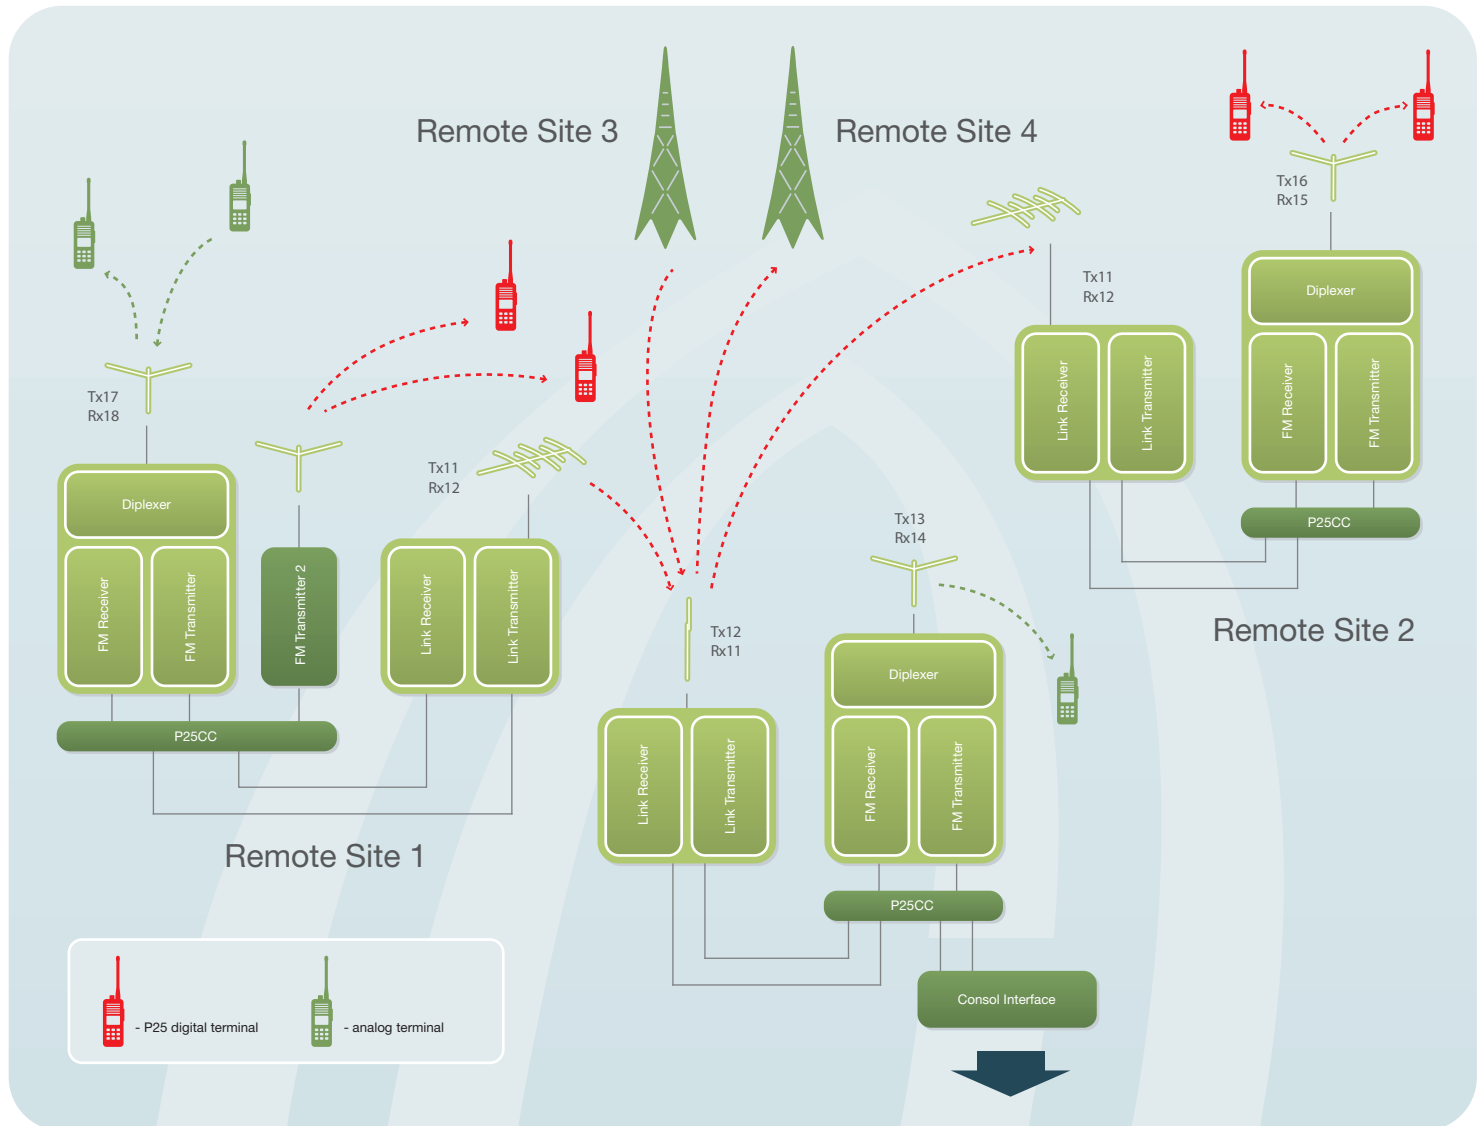 Remote Site 3
Remote Site 4
Tx16
Rx15
Diplexer
FM Receiver
FM Transmitter
P25CC
Tx11
Rx12
Link Receiver
Link Transmitter
Remote Site 2
Tx17
Rx18
Diplexer
FM Receiver
FM Transmitter
FM Transmitter 2
P25CC
Tx11
Rx12
Link Receiver
Link Transmitter
Remote Site 1
Tx12
Rx11
Link Receiver
Link Transmitter
Tx13
Rx14
Diplexer
FM Receiver
FM Transmitter
P25CC
Consol Interface
- P25 digital terminal
- analog terminal